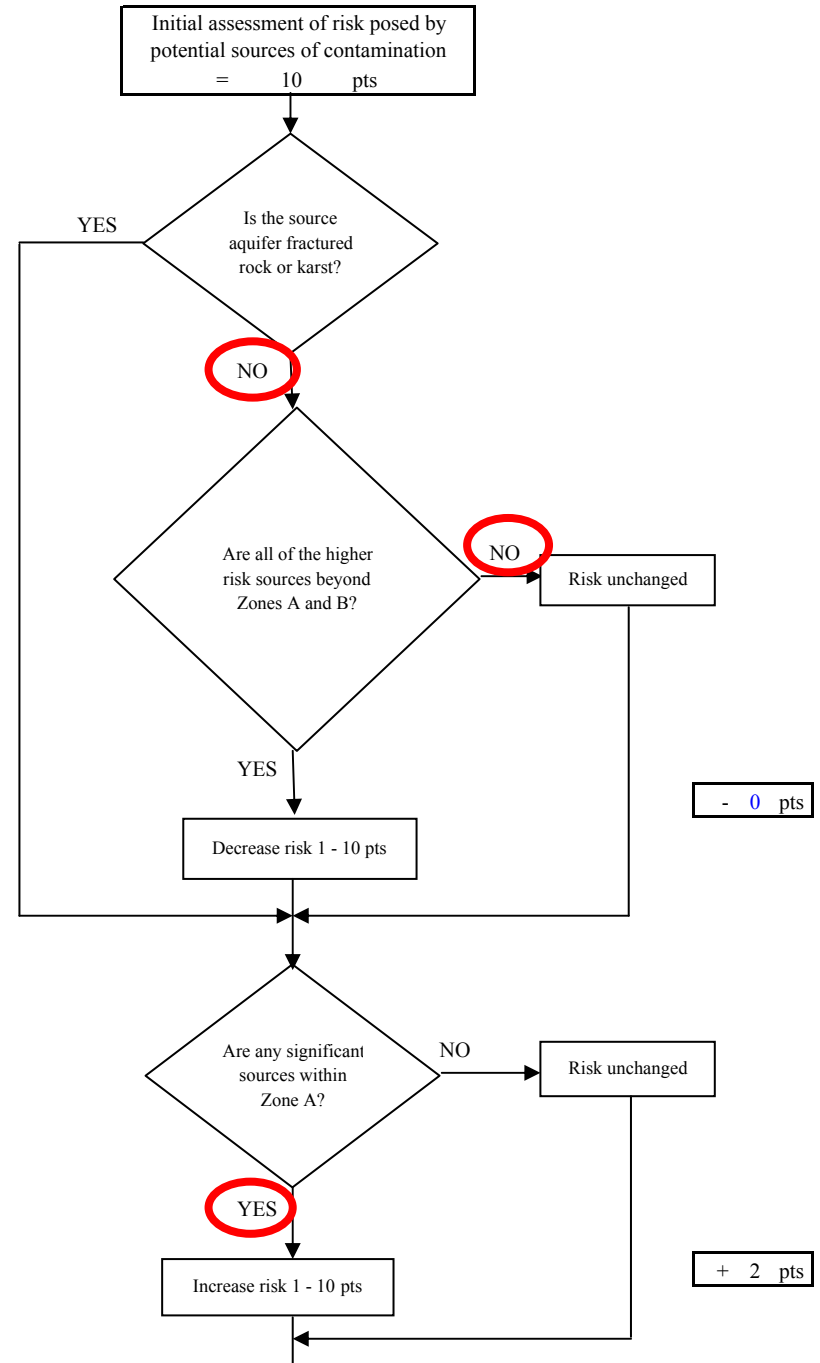 Initial assessment of risk posed by
potential sources of contamination
= 10 pts
YES
Is the source
aquifer fractured
rock or karst?
NO
Are all of the higher
risk sources beyond
Zones A and B?
NO
Risk unchanged
YES
- 0 pts
Decrease risk 1 - 10 pts
Are any significant
sources within
Zone A?
NO
Risk unchanged
YES
Increase risk 1 - 10 pts
+ 2 pts